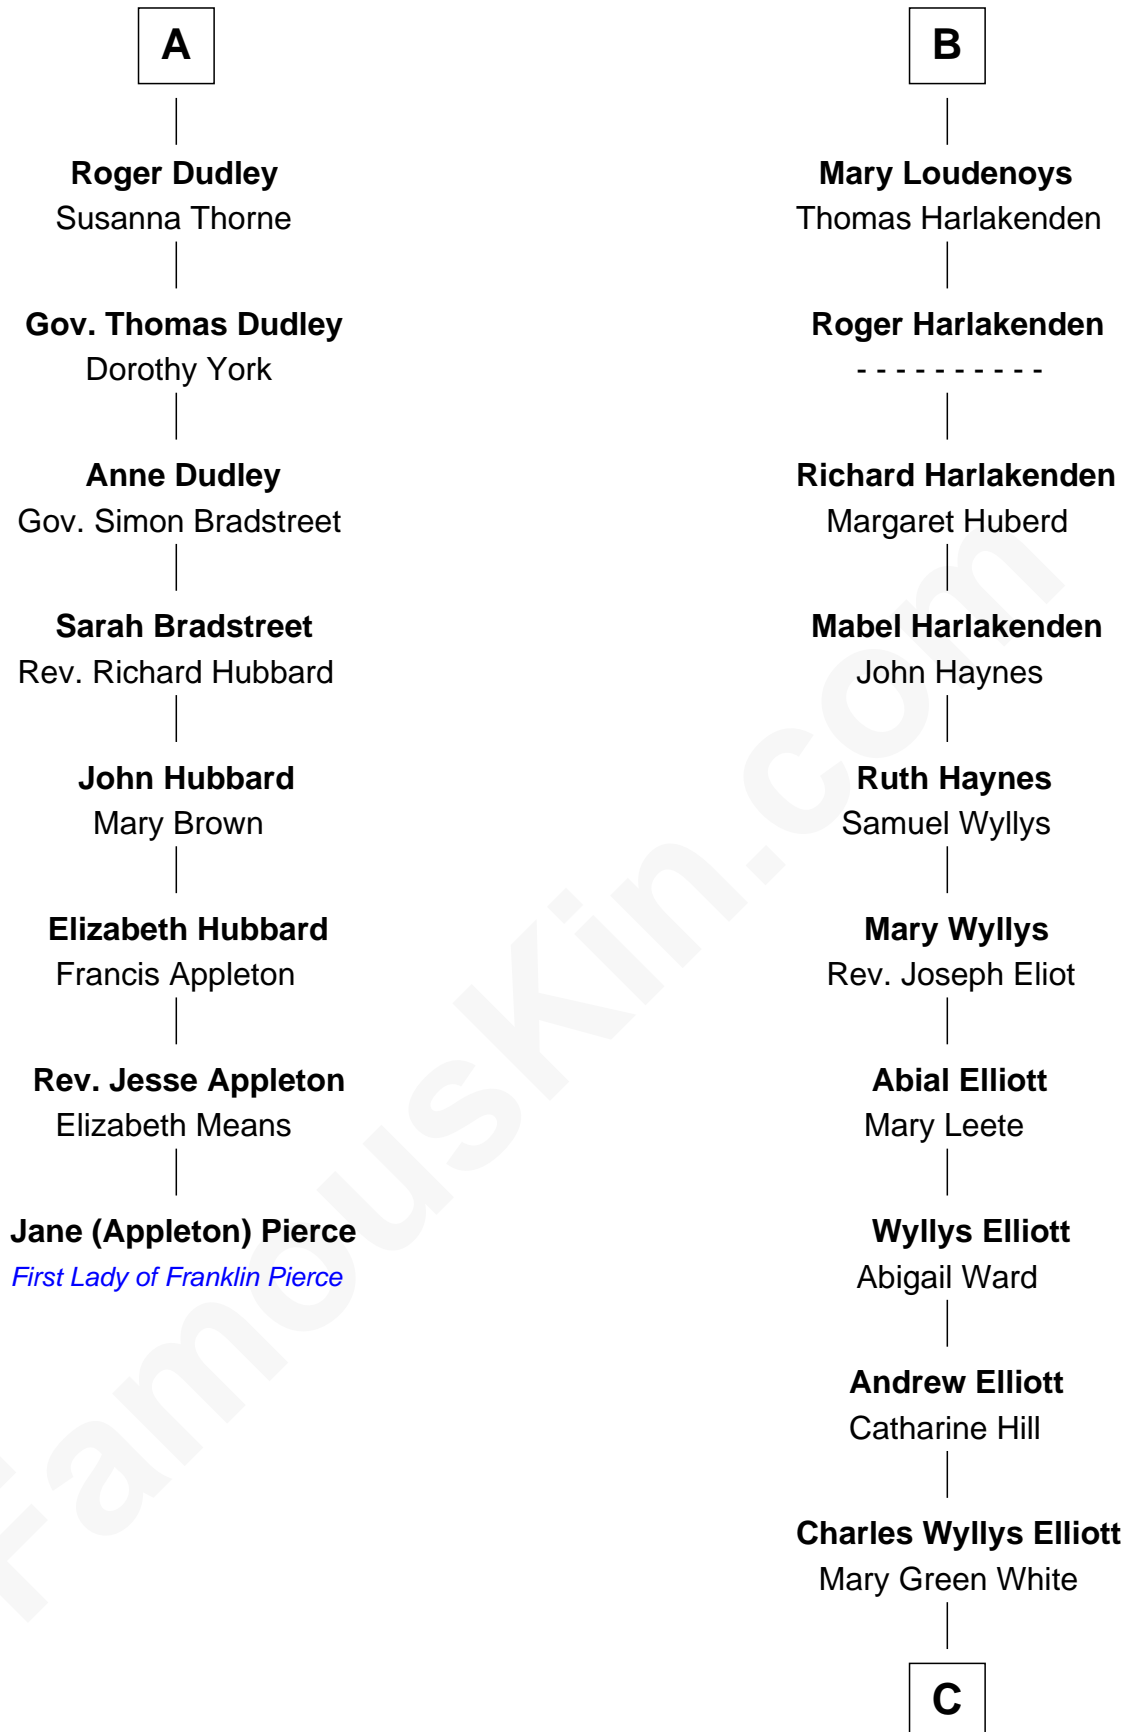 A
Roger Dudley
Susanna Thorne
Gov. Thomas Dudley
Dorothy York
Anne Dudley
Gov. Simon Bradstreet
Sarah Bradstreet
Rev. Richard Hubbard
John Hubbard
Mary Brown
Elizabeth Hubbard
Francis Appleton
Rev. Jesse Appleton
Elizabeth Means
Jane (Appleton) Pierce
First Lady of Franklin Pierce
B
Mary Loudenoys
Thomas Harlakenden
Roger Harlakenden
- - - - - - - - - -
Richard Harlakenden
Margaret Huberd
Mabel Harlakenden
John Haynes
Ruth Haynes
Samuel Wyllys
Mary Wyllys
Rev. Joseph Eliot
Abial Elliott
Mary Leete
Wyllys Elliott
Abigail Ward
Andrew Elliott
Catharine Hill
Charles Wyllys Elliott
Mary Green White
C
FamousKin.com